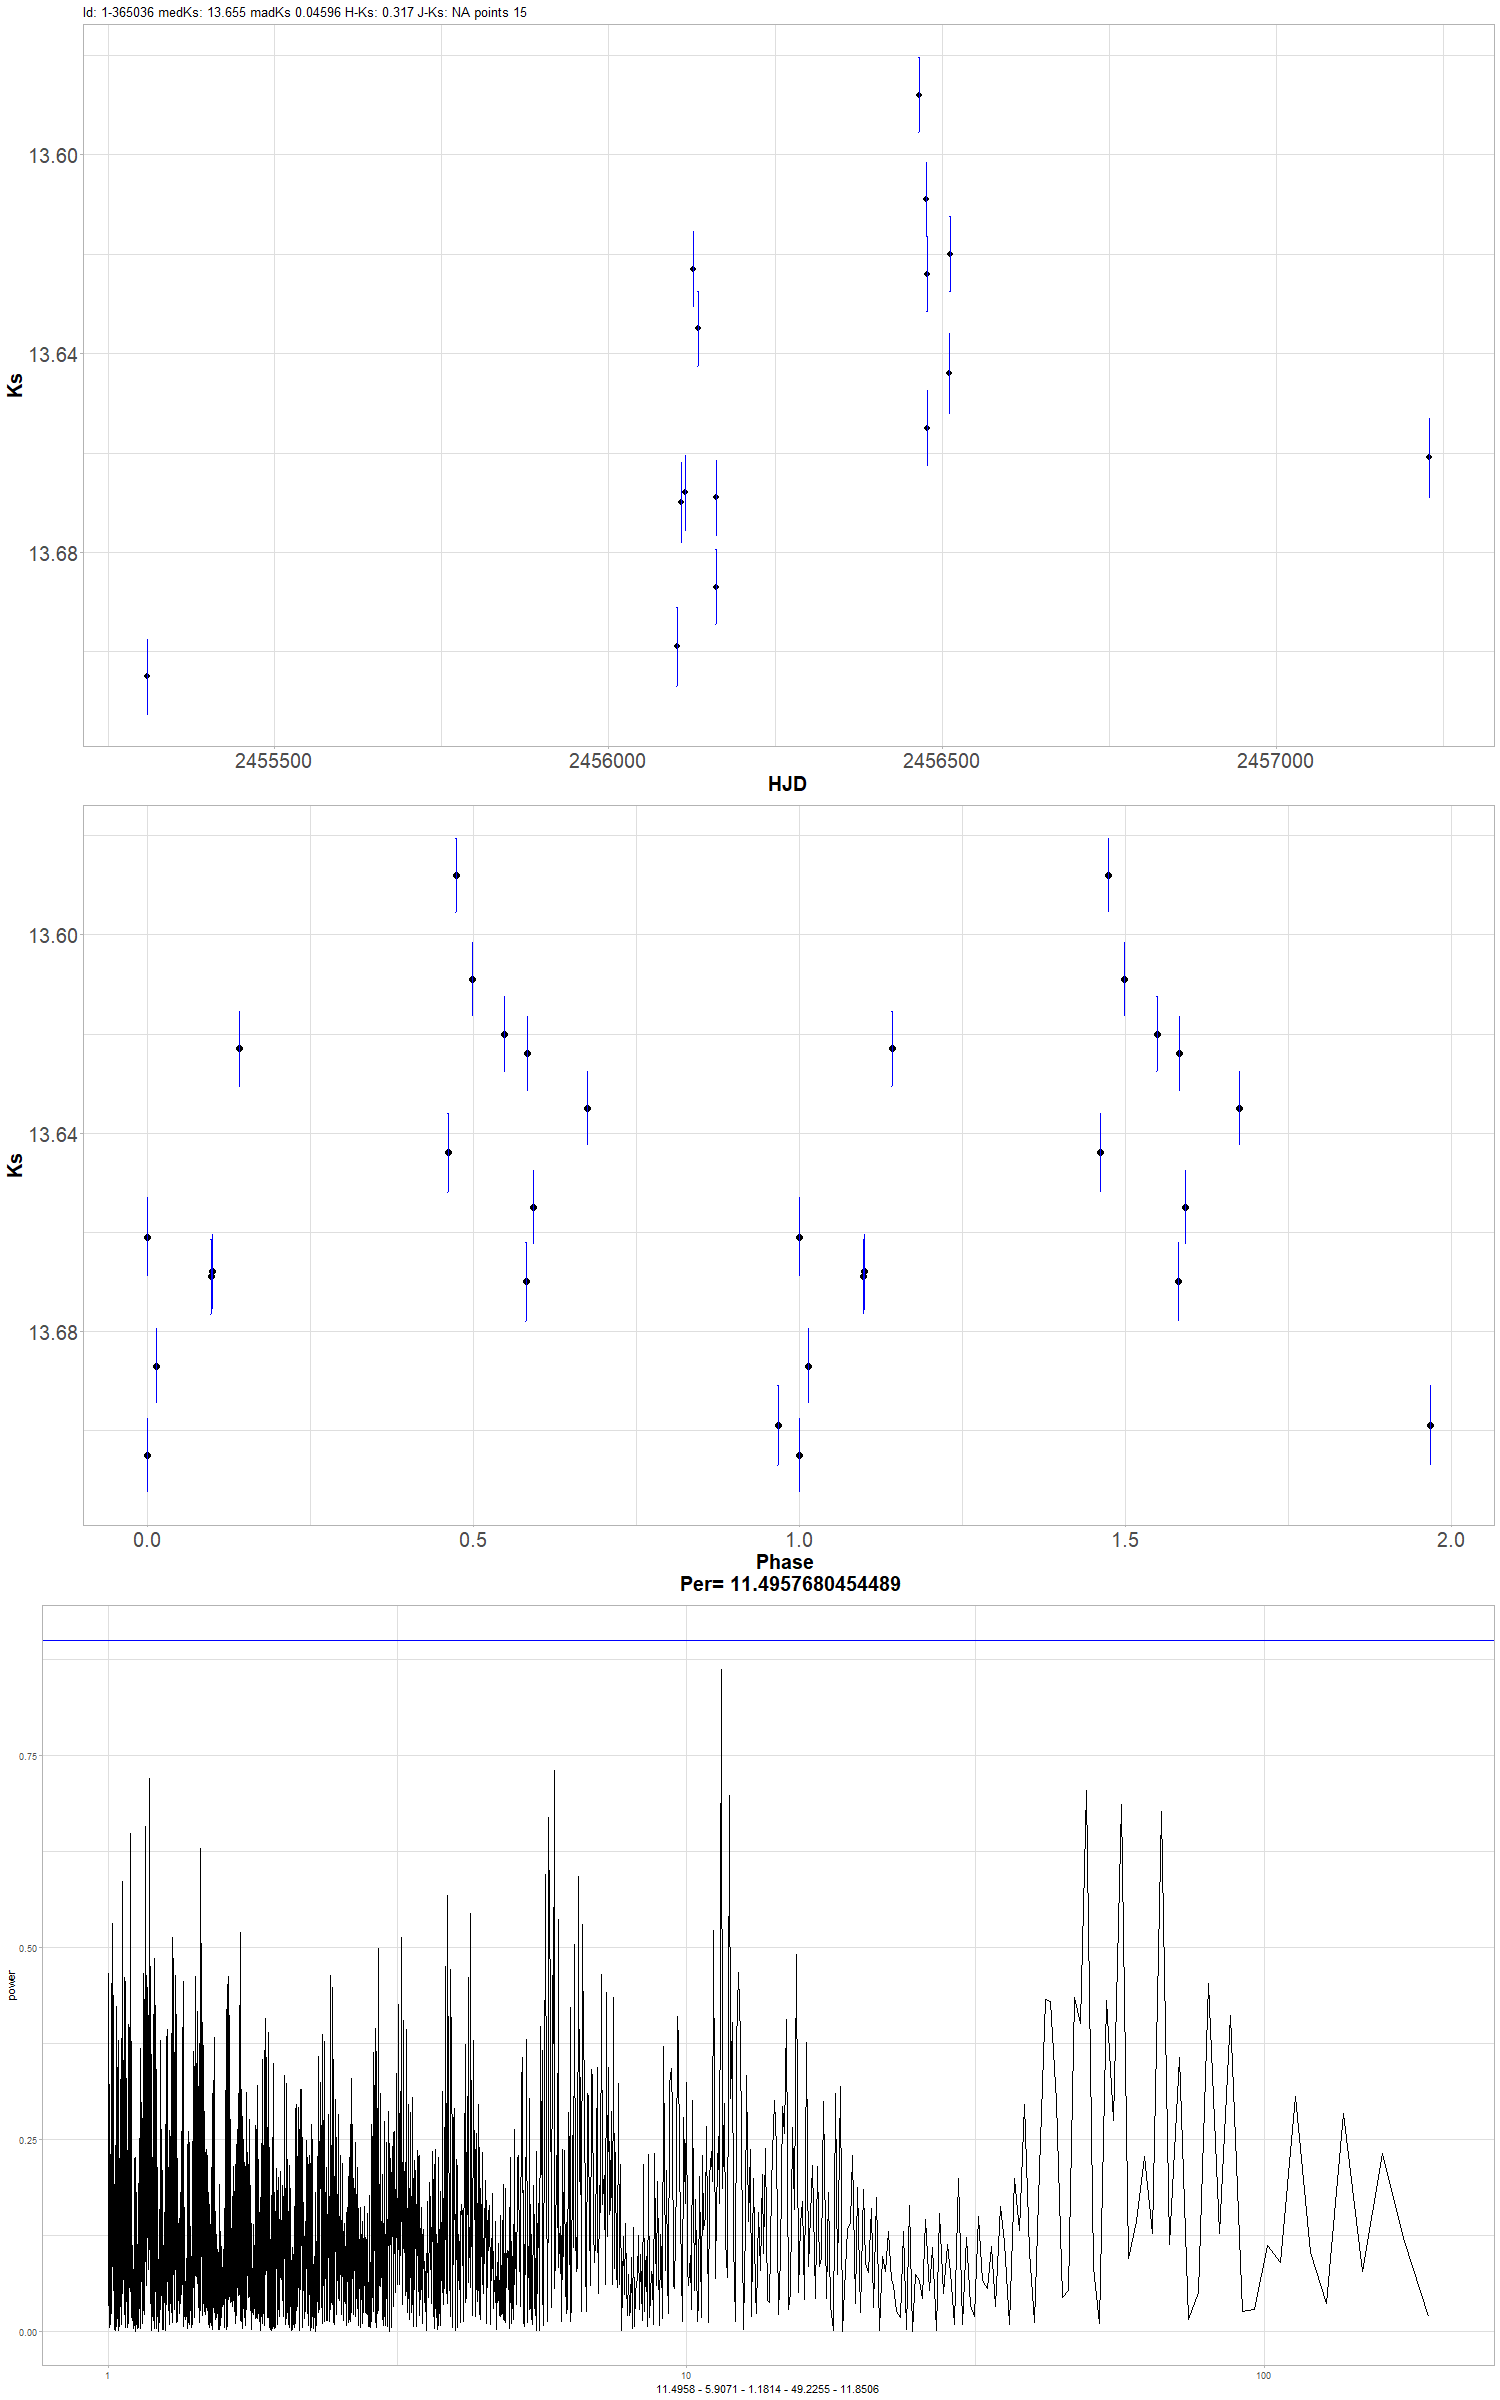 Id: 1-365036 medKs: 13.655 madKs 0.04596 H-Ks: 0.317 J-Ks: NA points 15
13.60
13.64
13.68
Ks
2455500 2456000 2456500 2457000
HJD
13.60
13.64
13.68
Ks
0.0 0.5 1.0 1.5 2.0
Phase
Per= 11.4957680454489
0.75
0.50
0.25
0.00
power
1 10 100
11.4958 - 5.9071 - 1.1814 - 49.2255 - 11.8506